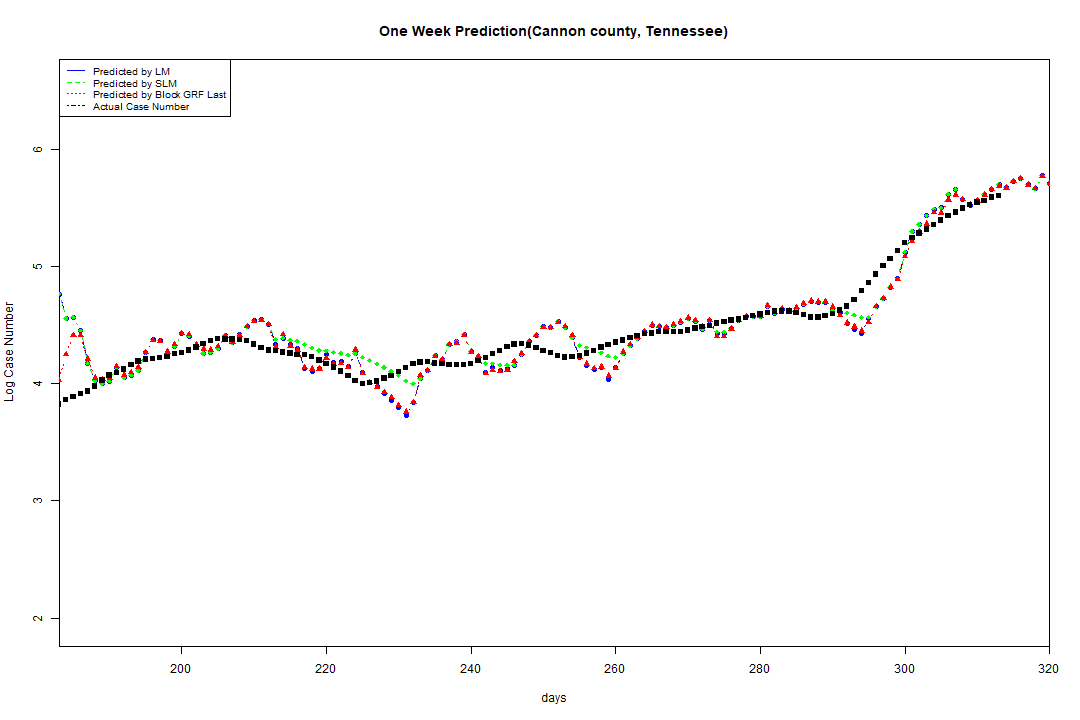 One Week Prediction(Cannon county, Tennessee)
Predicted by LM
Predicted by SLM
Predicted by Block GRF Last
Actual Case Number
6
5
4
3
2
Log Case Number
200 220 240 260 280 300 320
days